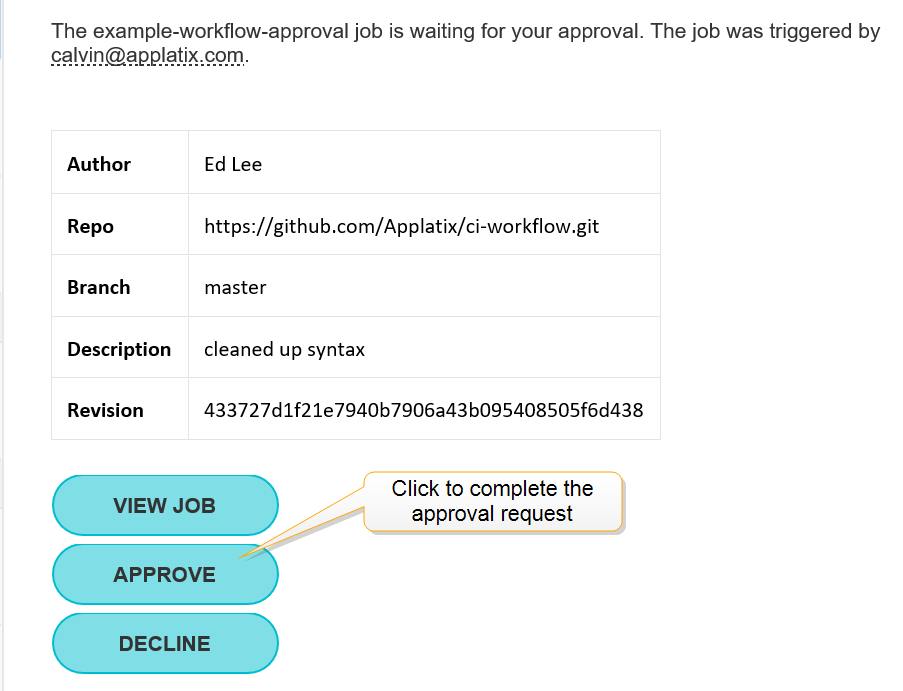 The example-workflow-approval job is waiting for your approval. The job was triggered by
calvin@applatix.com.
Author Ed Lee
Repo https://github.com/Applatix/ci-workflow.git
Branch master
Description cleaned up syntax
Revision 433727d1f21e7940b7906a43b095408505f6d438
VIEW JOB
Click to complete the
approval request
APPROVE
DECLINE